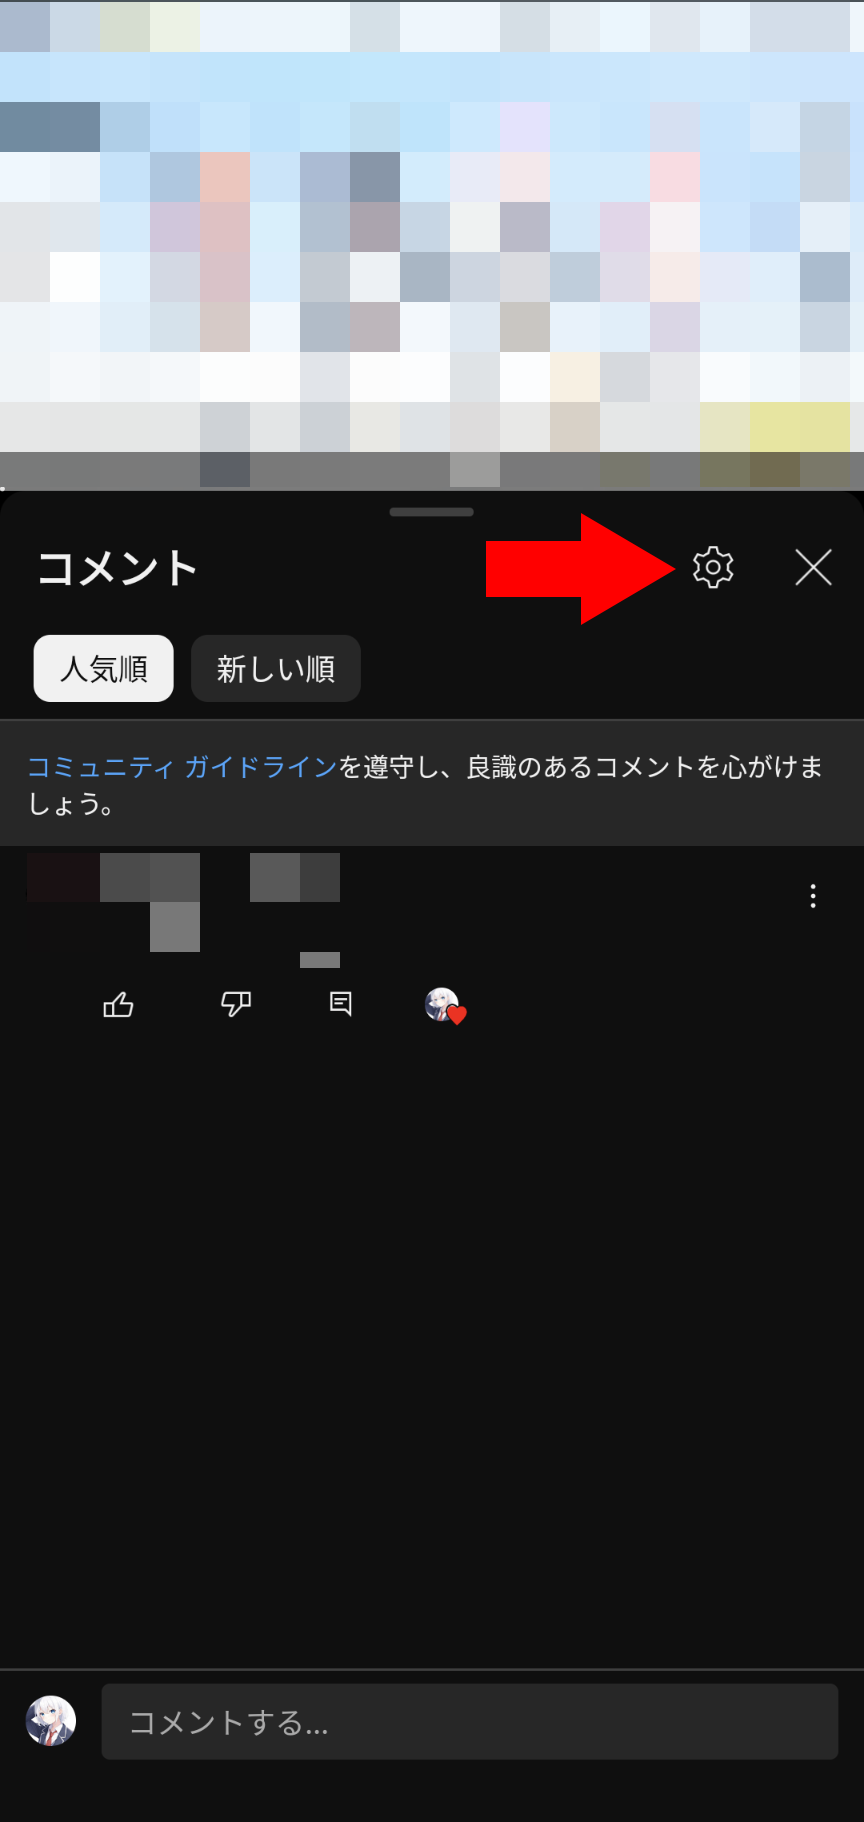 コメント
人気順 新しい順
コミュニティ ガイドラインを遵守し、良識のあるコメントを心がけま
しょう。
コメントする...